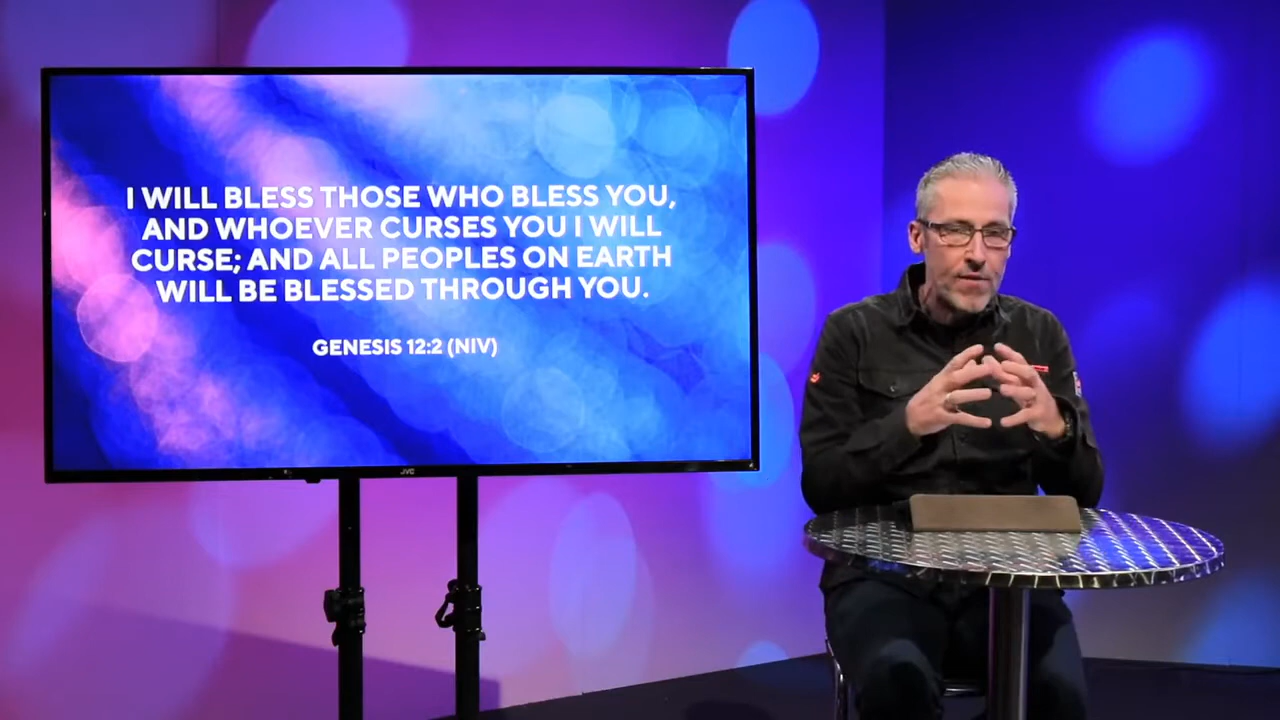 I WILL BLESS THOSE WHO BLESS YOU,
AND WHOEVER CURSES YOU I WILL
CURSE; AND ALL PEOPLES ON EARTH
WILL BE BLESSED THROUGH YOU.
GENESIS 12:2 (NIV)
JVC